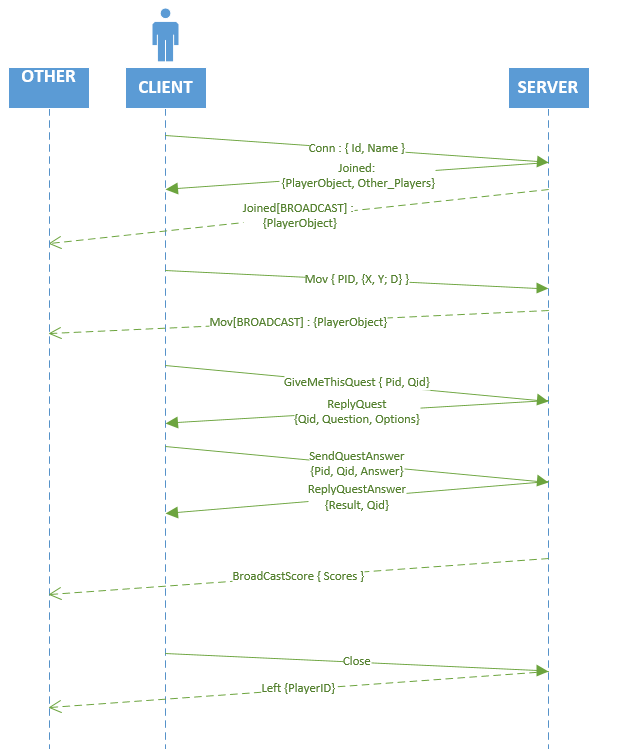 OTHER
CLIENT
SERVER
Conn : { Id, Name }
Joined:
{PlayerObject, Other_Players}
Joined[BROADCAST] :
{PlayerObject}
Mov { PID, {X, Y; D} }
Mov[BROADCAST] : {PlayerObject}
GiveMeThisQuest { Pid, Qid}
ReplyQuest
{Qid, Question, Options}
SendQuestAnswer
{Pid, Qid, Answer}
ReplyQuestAnswer
{Result, Qid}
BroadCastScore { Scores }
Close
Left {PlayerID}